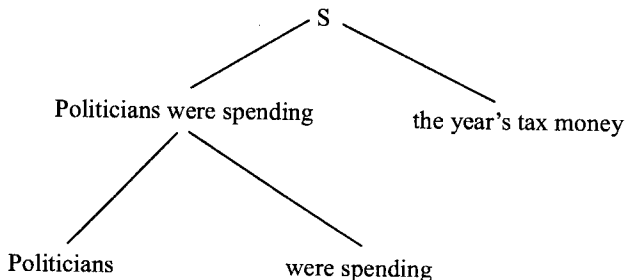 S
Politicians were spending
the year's tax money
Politicians
were spending